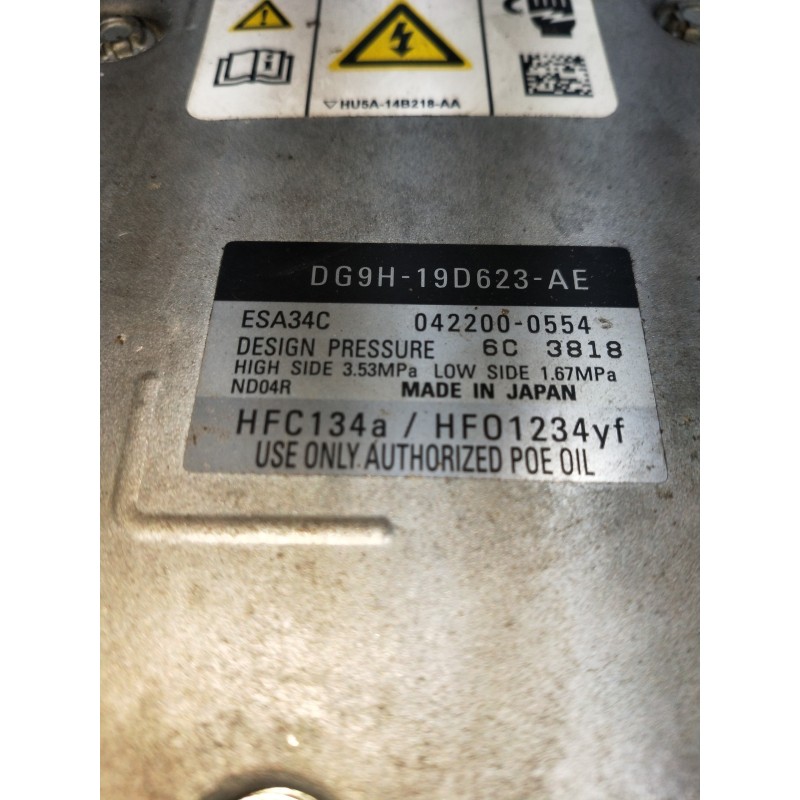 HU5A-14B218-AA
DG9H-19D623-AE
ESA34C 042200-0554
DESIGN PRESSURE 6C 3818
HIGH SIDE 3.53MPa LOW SIDE 1.67MPa
ND04R MADE IN JAPAN
HFC134a / HFO1234yf
USE ONLY AUTHORIZED POE OIL